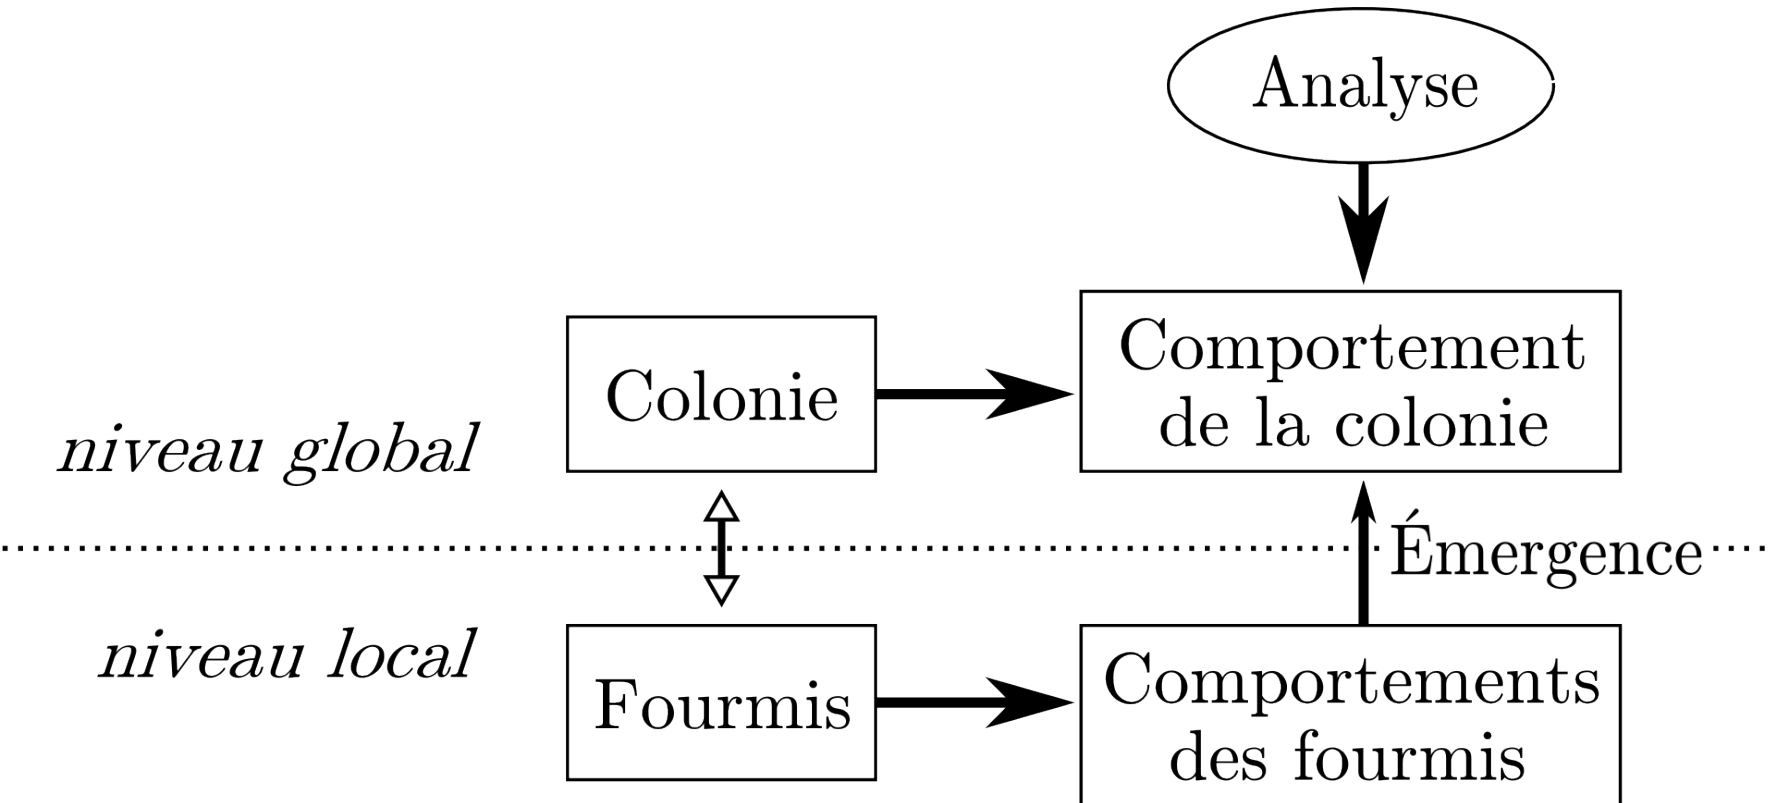 Analyse
Colonie
Comportement
de la colonie
niveau global
Émergence
niveau local
Fourmis
Comportements
des fourmis